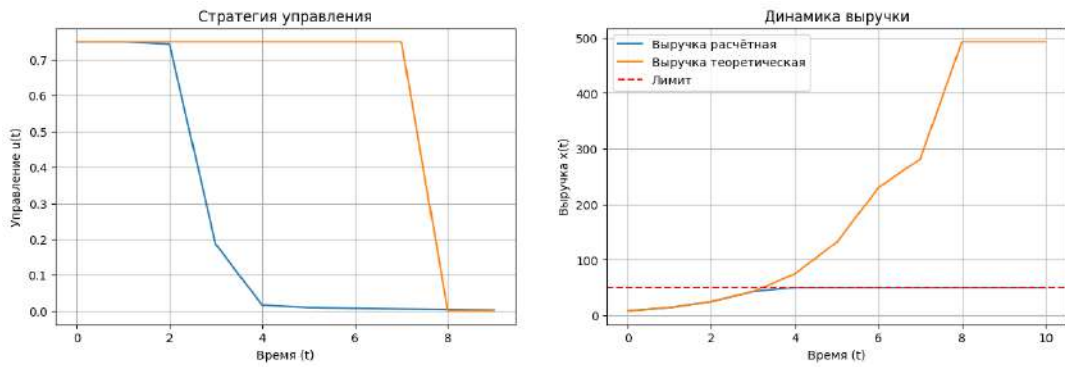 Стратегия управления
Управление u(t)
0.7
0.6
0.5
0.4
0.3
0.2
0.1
0.0
0 2 4 6 8
Время (t)
Динамика выручки
Выручка расчётная
Выручка теоретическая
Лимит
Выручка x(t)
500
400
300
200
100
0
0 2 4 6 8 10
Время (t)